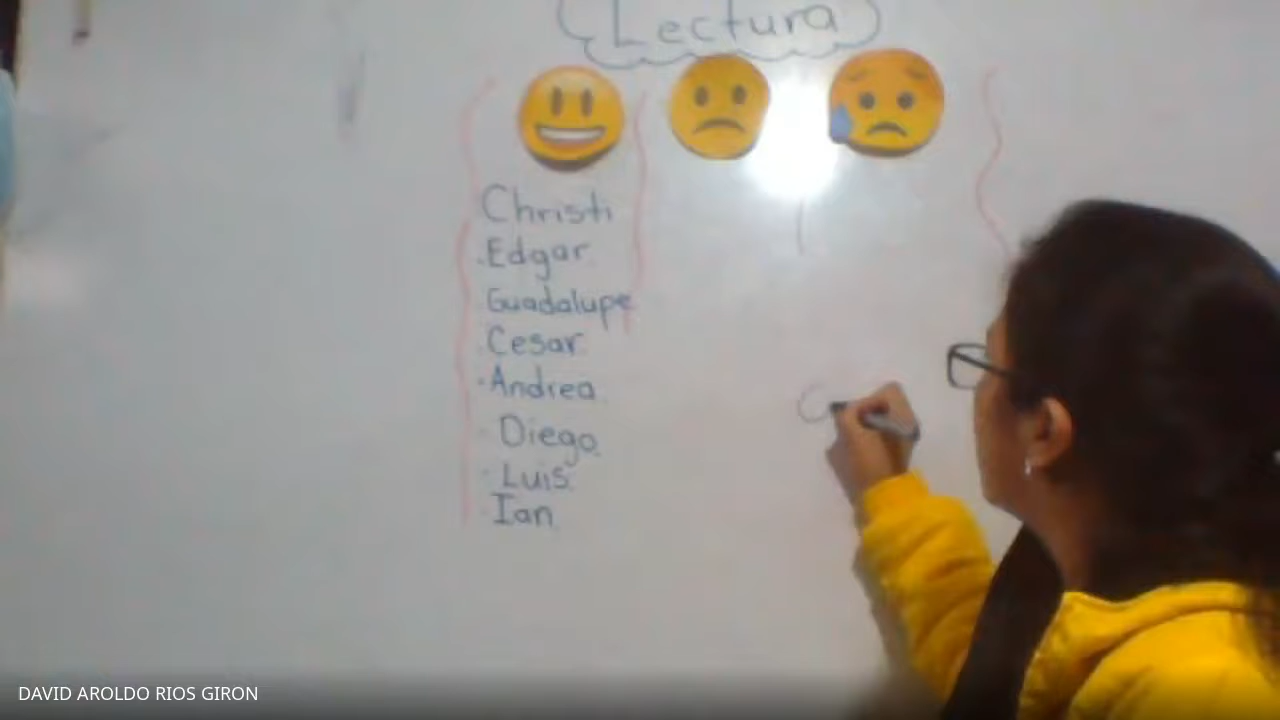 Lectura
Christi
Edgar
Guadalupe
Cesar
Andrea
Diego
Luis
Ian
DAVID AROLDO RIOS GIRON